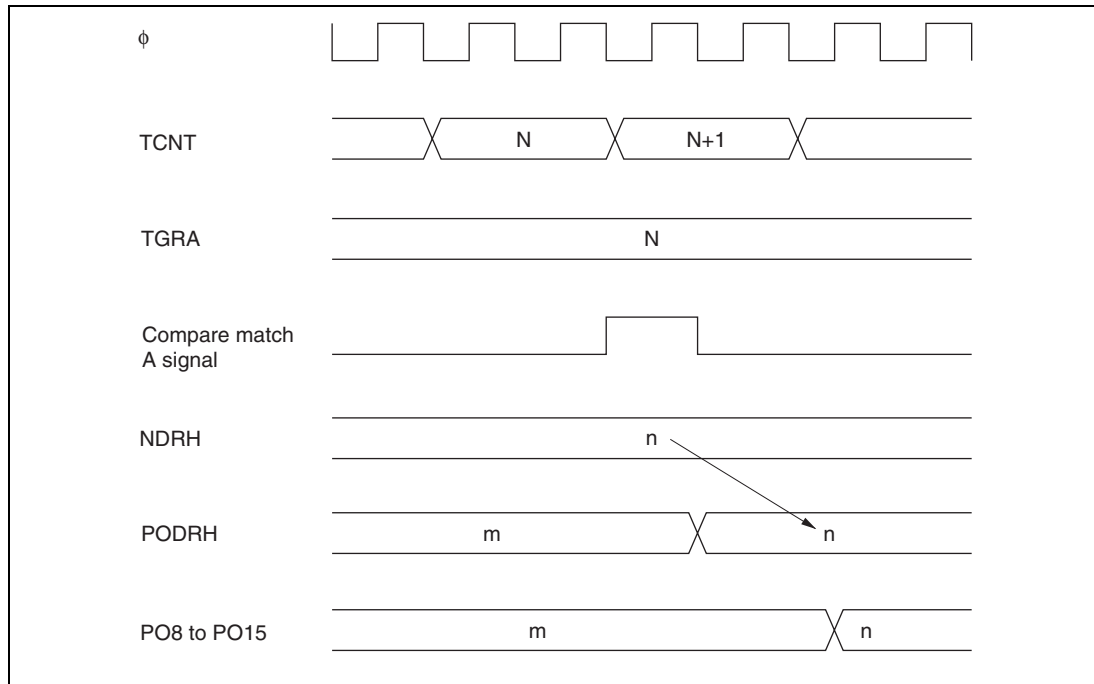 ϕ
TCNT N N+1
TGRA N
Compare match
A signal
NDRH n
PODRH m n
PO8 to PO15 m n